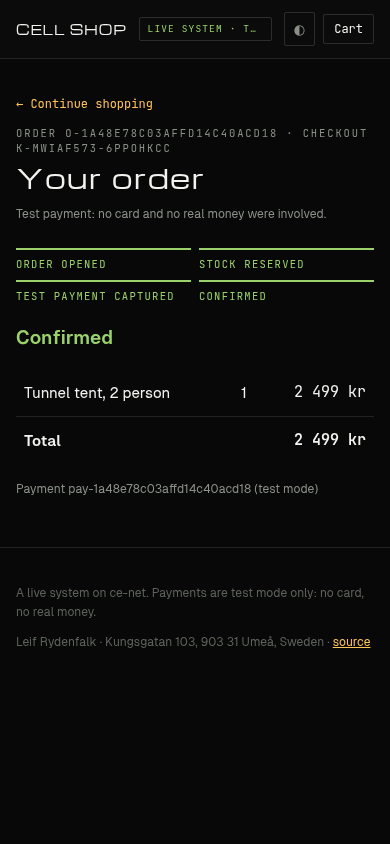 CELL SHOP
LIVE SYSTEM · T…
Cart
← Continue shopping
ORDER O-1A48E78C03AFFD14C40ACD18 · CHECKOUT
K-MWIAF573-6PPOHKCC
Your order
Test payment: no card and no real money were involved.
ORDER OPENED
STOCK RESERVED
TEST PAYMENT CAPTURED
CONFIRMED
Confirmed
Tunnel tent, 2 person 1 2 499 kr
Total 2 499 kr
Payment pay-1a48e78c03affd14c40acd18 (test mode)
A live system on ce-net. Payments are test mode only: no card,
no real money.
Leif Rydenfalk · Kungsgatan 103, 903 31 Umeå, Sweden · source